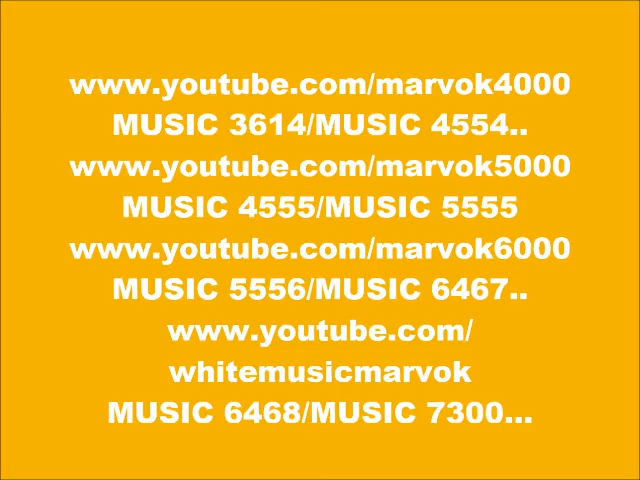 www.youtube.com/marvok4000
MUSIC 3614/MUSIC 4554..
www.youtube.com/marvok5000
MUSIC 4555/MUSIC 5555
www.youtube.com/marvok6000
MUSIC 5556/MUSIC 6467..
www.youtube.com/
whitemusicmarvok
MUSIC 6468/MUSIC 7300...